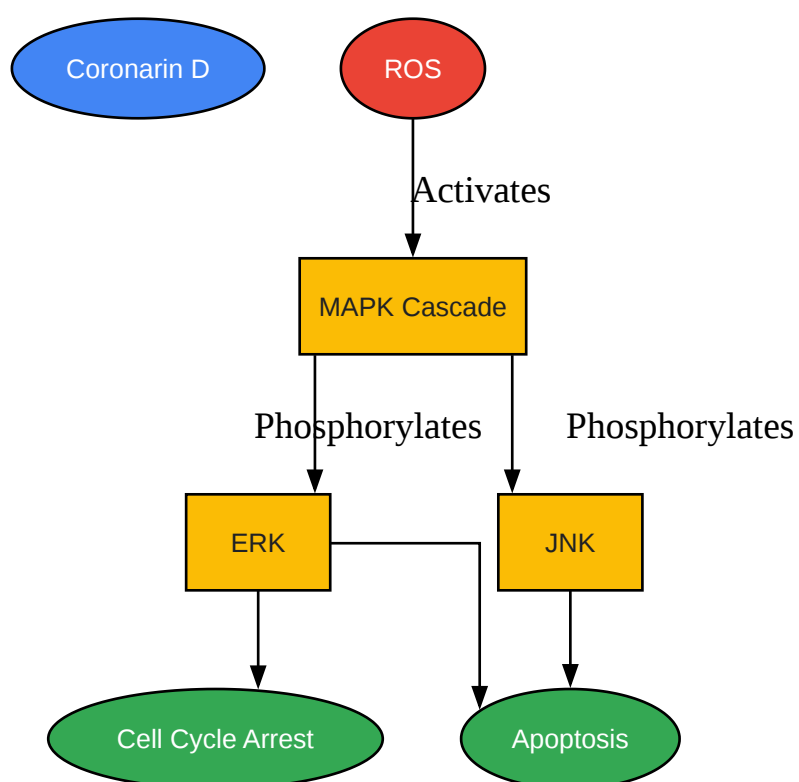 Coronarin D
ROS
Activates
MAPK Cascade
Phosphorylates
Phosphorylates
ERK
JNK
Cell Cycle Arrest
Apoptosis